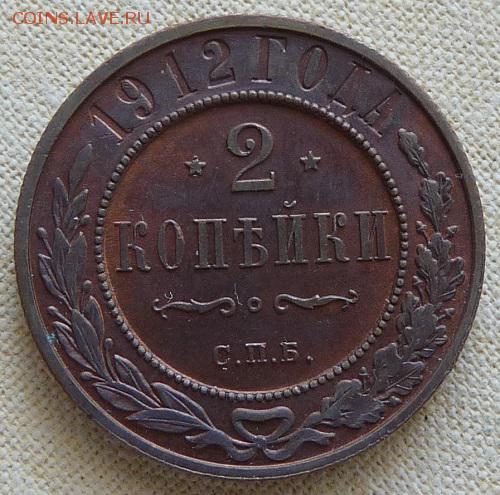 COINS.LAVE.RU
1912 ГОДА
2
КОПѢЙКИ
С.П.Б.